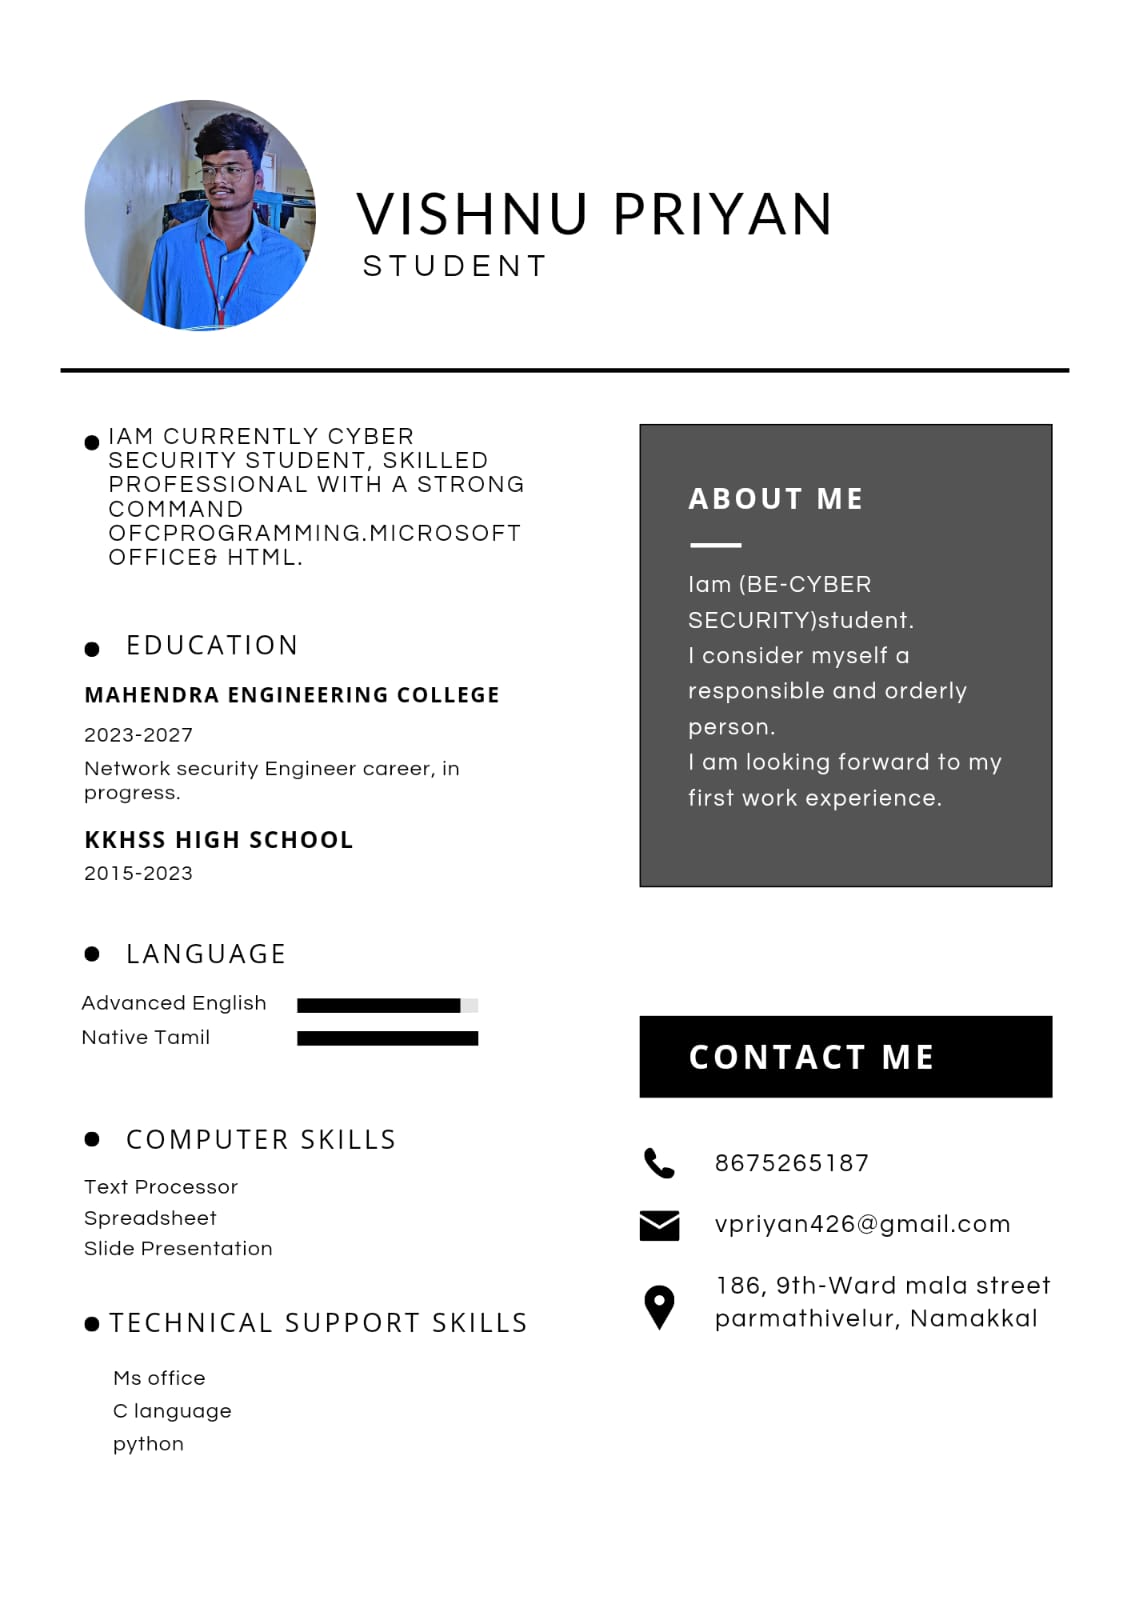 VISHNU PRIYAN
STUDENT
IAM CURRENTLY CYBER
SECURITY STUDENT, SKILLED
PROFESSIONAL WITH A STRONG
COMMAND
OFCPROGRAMMING.MICROSOFT
OFFICE& HTML.
EDUCATION
MAHENDRA ENGINEERING COLLEGE
2023-2027
Network security Engineer career, in
progress.
KKHSS HIGH SCHOOL
2015-2023
LANGUAGE
Advanced English
Native Tamil
COMPUTER SKILLS
Text Processor
Spreadsheet
Slide Presentation
TECHNICAL SUPPORT SKILLS
Ms office
C language
python
ABOUT ME
Iam (BE-CYBER
SECURITY)student.
I consider myself a
responsible and orderly
person.
I am looking forward to my
first work experience.
CONTACT ME
8675265187
vpriyan426@gmail.com
186, 9th-Ward mala street
parmathivelur, Namakkal